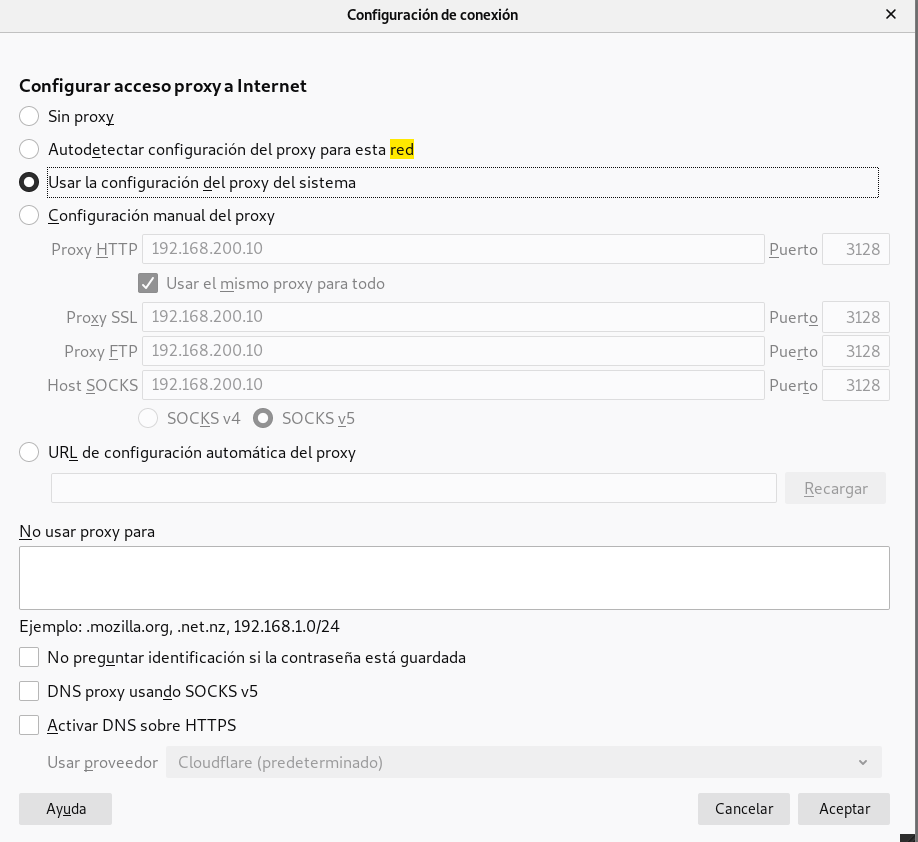 Configuración de conexión
Configurar acceso proxy a Internet
Sin proxy
Autodetectar configuración del proxy para esta red
Usar la configuración del proxy del sistema
Configuración manual del proxy
Proxy HTTP 192.168.200.10 Puerto 3128
Usar el mismo proxy para todo
Proxy SSL 192.168.200.10 Puerto 3128
Proxy FTP 192.168.200.10 Puerto 3128
Host SOCKS 192.168.200.10 Puerto 3128
SOCKS v4 SOCKS v5
URL de configuración automática del proxy
Recargar
No usar proxy para
Ejemplo: .mozilla.org, .net.nz, 192.168.1.0/24
No preguntar identificación si la contraseña está guardada
DNS proxy usando SOCKS v5
Activar DNS sobre HTTPS
Usar proveedor Cloudflare (predeterminado)
Ayuda Cancelar Aceptar